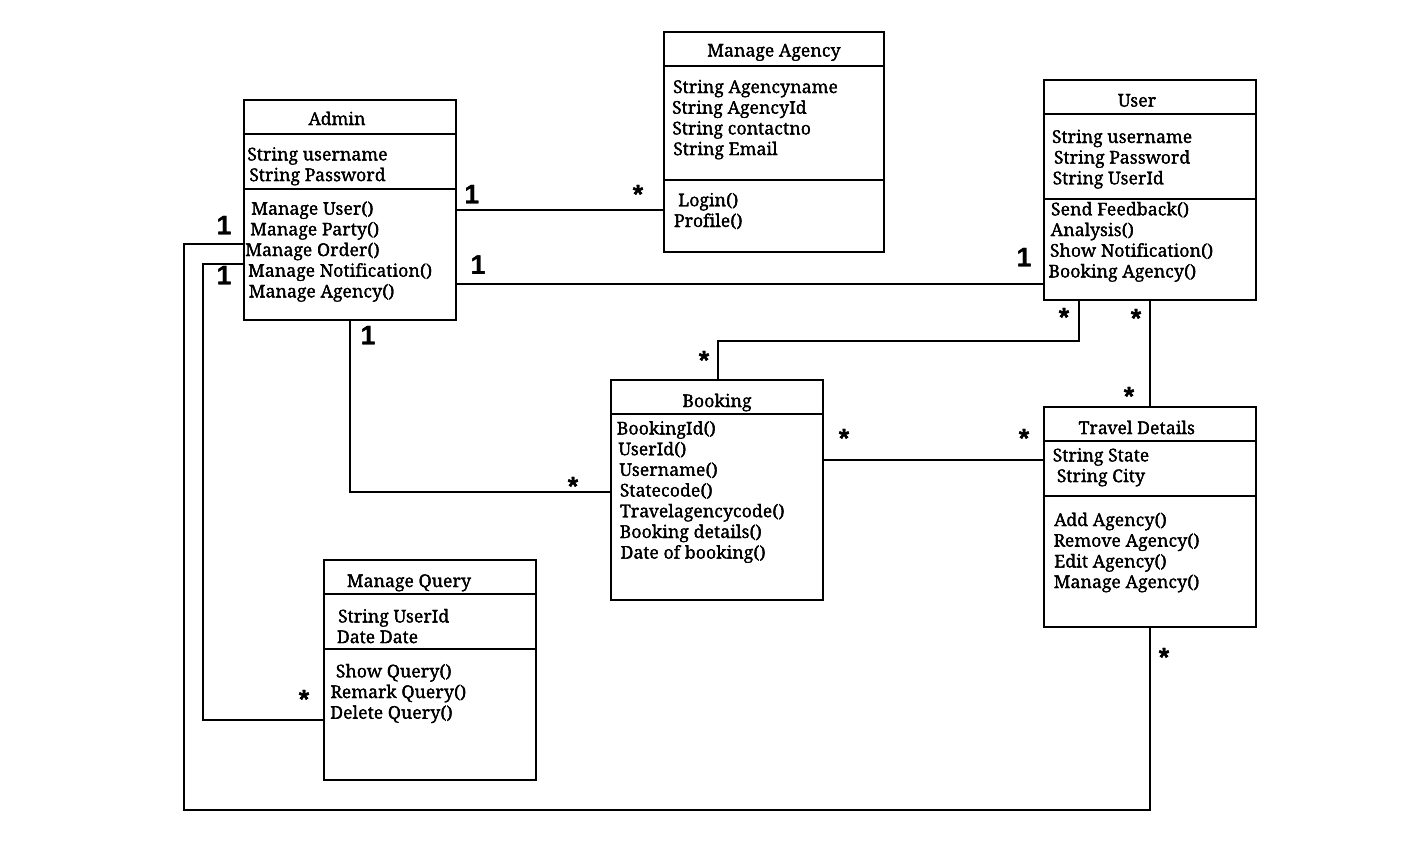 Manage Agency
String Agencyname
String AgencyId
String contactno
String Email
Login()
Profile()
User
String username
String Password
String UserId
Send Feedback()
Analysis()
Show Notification()
Booking Agency()
Admin
String username
String Password
Manage User()
Manage Party()
Manage Order()
Manage Notification()
Manage Agency()
1
*
1
1
1
1
1
*
*
*
*
*
*
*
*
*
Booking
BookingId()
UserId()
Username()
Statecode()
Travelagencycode()
Booking details()
Date of booking()
Travel Details
String State
String City
Add Agency()
Remove Agency()
Edit Agency()
Manage Agency()
Manage Query
String UserId
Date Date
Show Query()
Remark Query()
Delete Query()